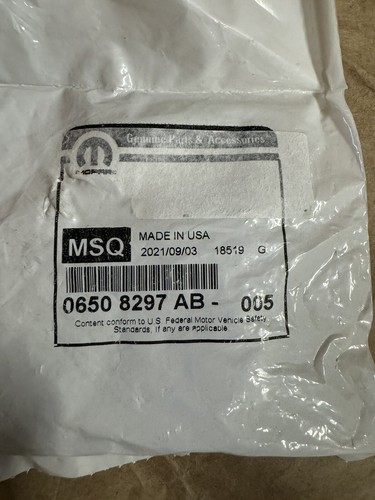 Genuine Parts & Accessories
MOPAR
MSQ
MADE IN USA
2021/09/03 18519 G
0650 8297 AB - 005
Content conform to U.S. Federal Motor Vehicle Safety
Standards. If any are applicable